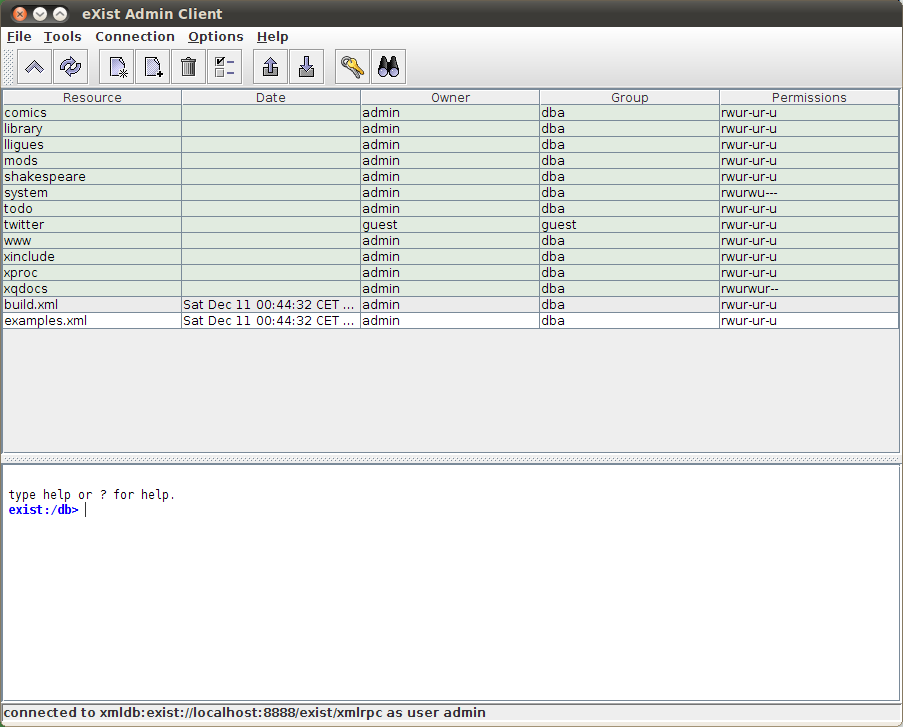 eXist Admin Client
File Tools Connection Options Help
Resource Date Owner Group Permissions
comics admin dba rwur-ur-u
library admin dba rwur-ur-u
lligues admin dba rwur-ur-u
mods admin dba rwur-ur-u
shakespeare admin dba rwur-ur-u
system admin dba rwurwu---
todo admin dba rwur-ur-u
twitter guest guest rwur-ur-u
www admin dba rwur-ur-u
xinclude admin dba rwur-ur-u
xproc admin dba rwur-ur-u
xqdocs admin dba rwurwur--
build.xml Sat Dec 11 00:44:32 CET ... admin dba rwur-ur-u
examples.xml Sat Dec 11 00:44:32 CET ... admin dba rwur-ur-u
type help or ? for help.
exist:/db>
connected to xmldb:exist://localhost:8888/exist/xmlrpc as user admin